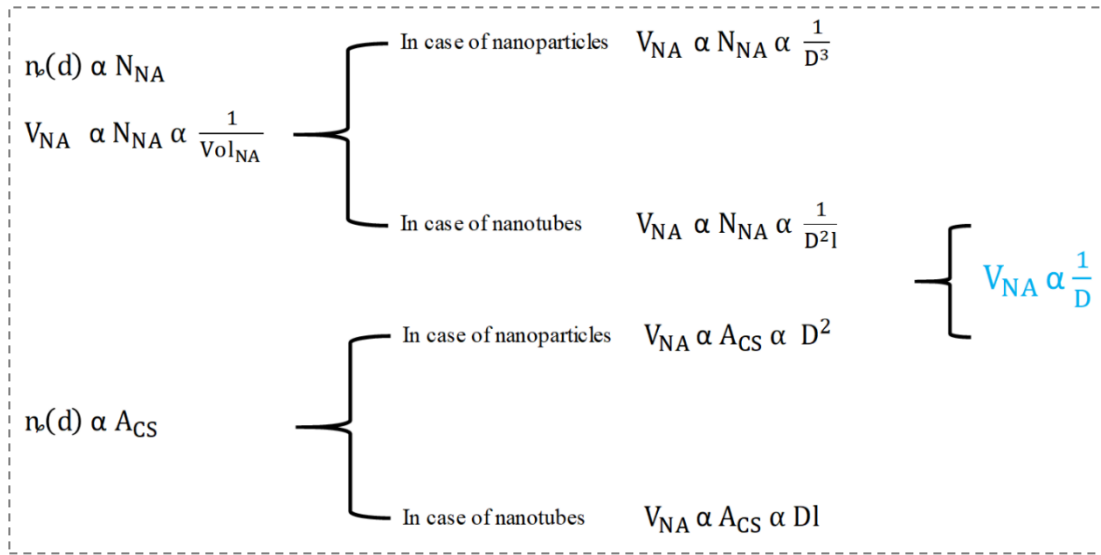 In case of nanoparticles V_NA α N_NA α 1/D³
ꞃ(d) α N_NA
V_NA α N_NA α 1/Vol_NA
In case of nanotubes V_NA α N_NA α 1/D²l
V_NA α 1/D
In case of nanoparticles V_NA α A_CS α D²
ꞃ(d) α A_CS
In case of nanotubes V_NA α A_CS α Dl